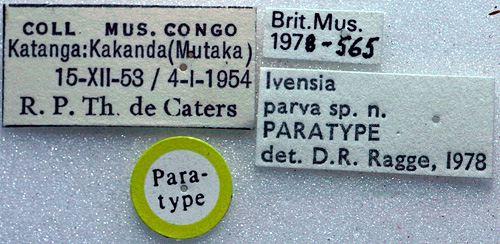 COLL. MUS. CONGO
Katanga:Kakanda(Mutaka)
15-XII-53 / 4-I-1954
R. P. Th. de Caters
Brit.Mus.
1978-565
Ivensia
parva sp. n.
PARATYPE
det. D.R. Ragge, 1978
Para-
type